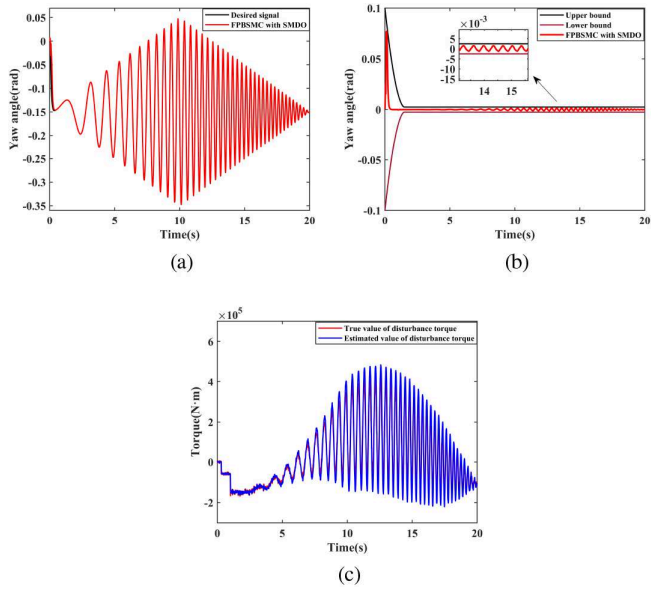 Desired signal
FPBSMC with SMDO
0.05
0
-0.05
-0.1
-0.15
-0.2
-0.25
-0.3
-0.35
Yaw angle(rad)
0 5 10 15 20
Time(s)
(a)
Upper bound
Lower bound
FPBSMC with SMDO
0.1
0.05
0
-0.05
-0.1
Yaw angle(rad)
×10⁻³
5
0
-5
-10
-15
14 15
0 5 10 15 20
Time(s)
(b)
×10⁵
True value of disturbance torque
Estimated value of disturbance torque
6
4
2
0
-2
Torque(N·m)
0 5 10 15 20
Time(s)
(c)